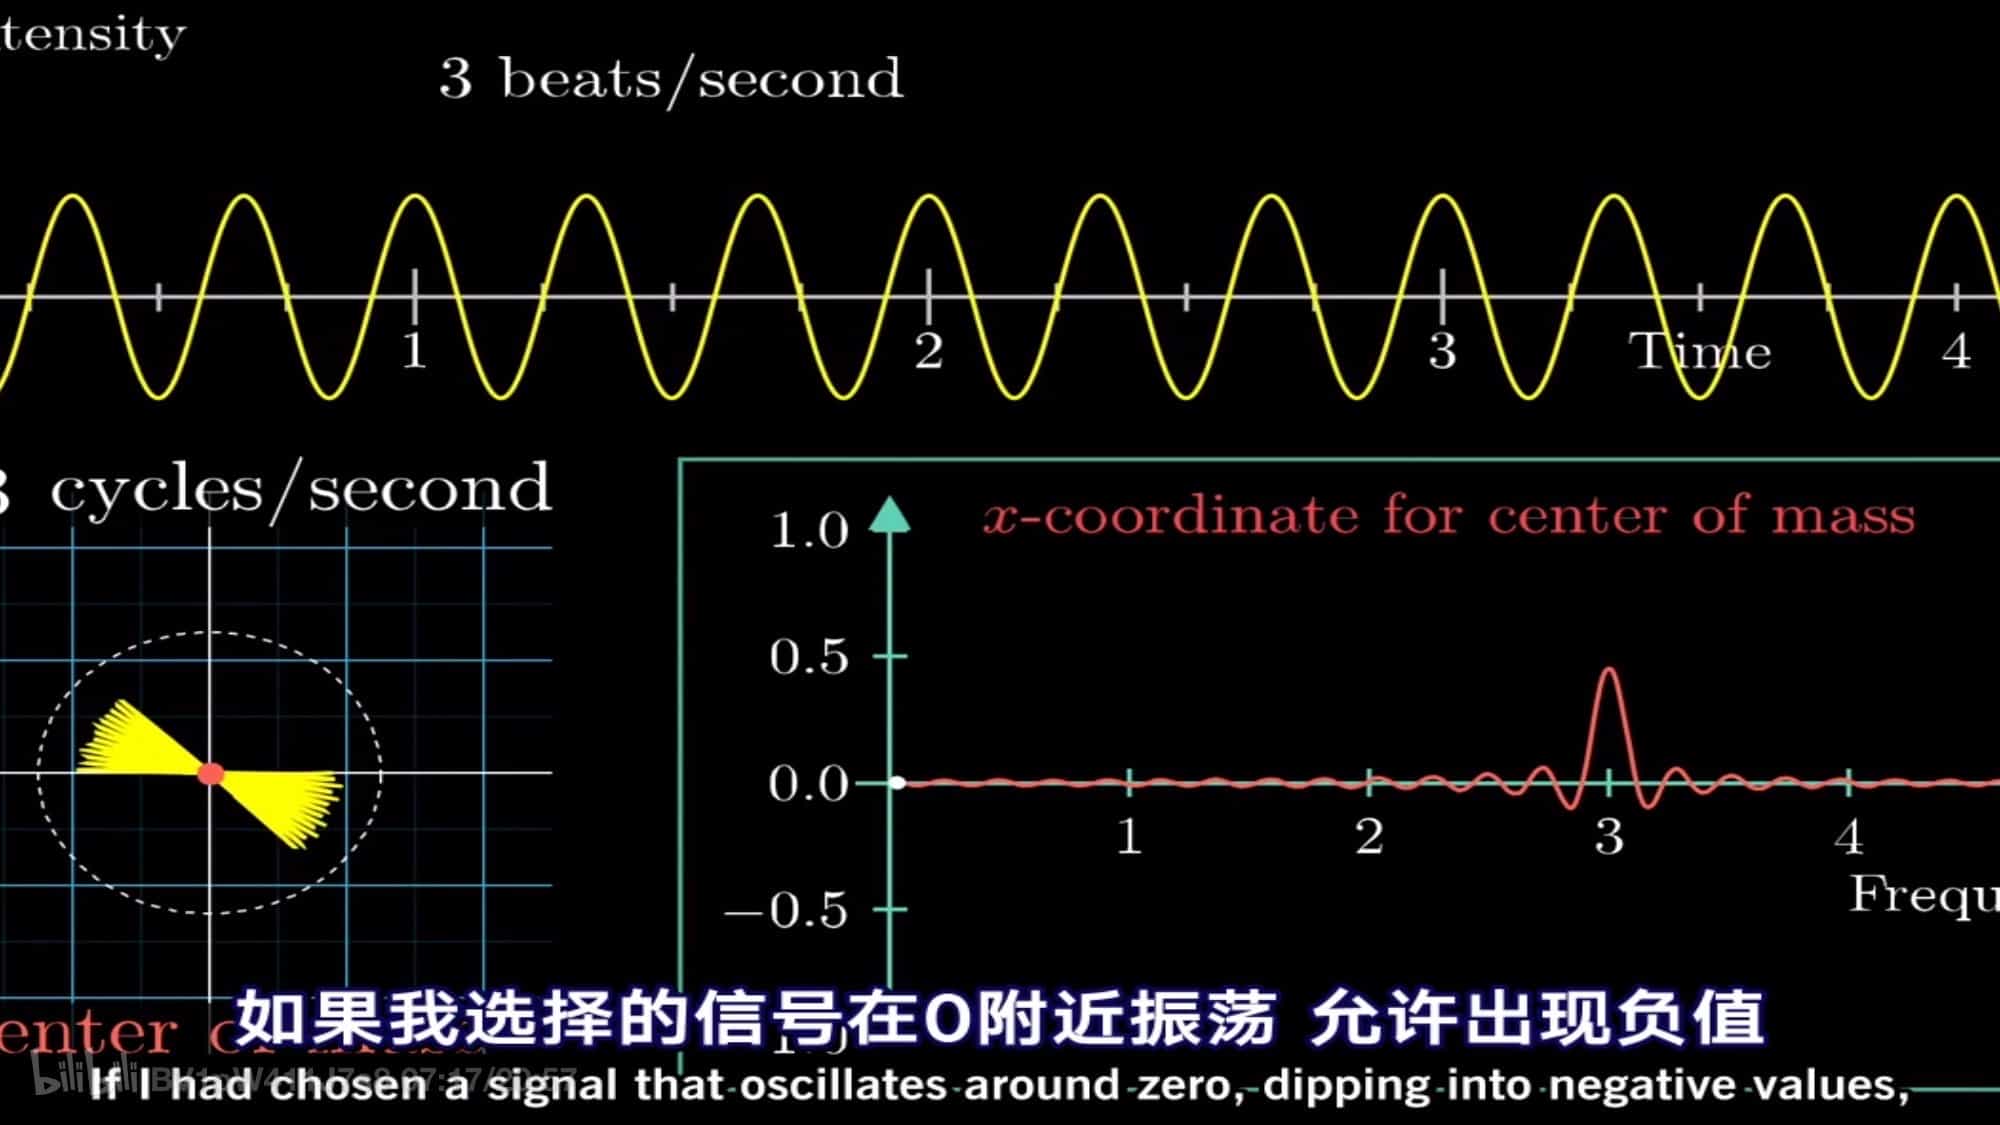 tensity
3 beats/second
1 2 3 Time 4
3 cycles/second
x-coordinate for center of mass
1.0
0.5
0.0
1 2 3 4
Frequ
−0.5
如果我选择的信号在0附近振荡 允许出现负值
enter of mass
If I had chosen a signal that oscillates around zero, dipping into negative values,
bilibili